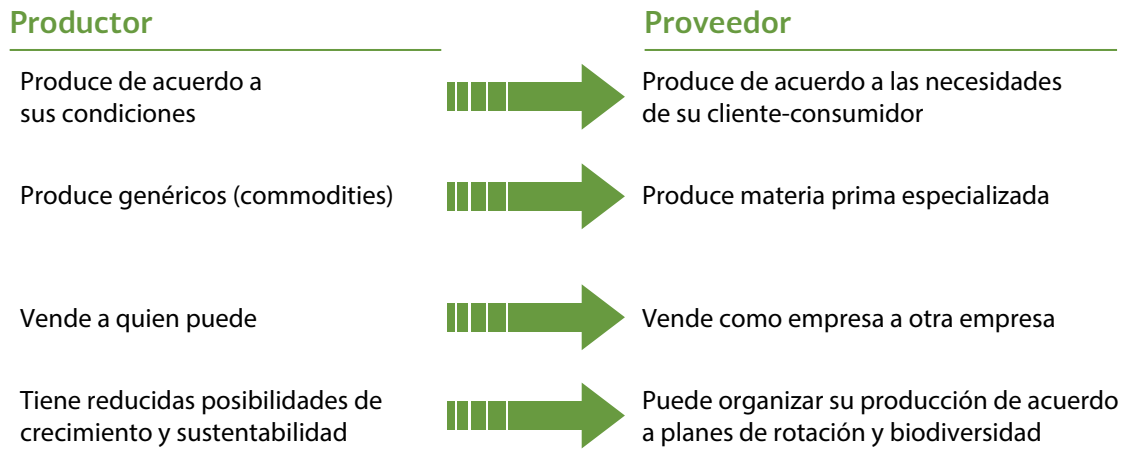 Productor
Proveedor
Produce de acuerdo a
sus condiciones
Produce de acuerdo a las necesidades
de su cliente-consumidor
Produce genéricos (commodities)
Produce materia prima especializada
Vende a quien puede
Vende como empresa a otra empresa
Tiene reducidas posibilidades de
crecimiento y sustentabilidad
Puede organizar su producción de acuerdo
a planes de rotación y biodiversidad